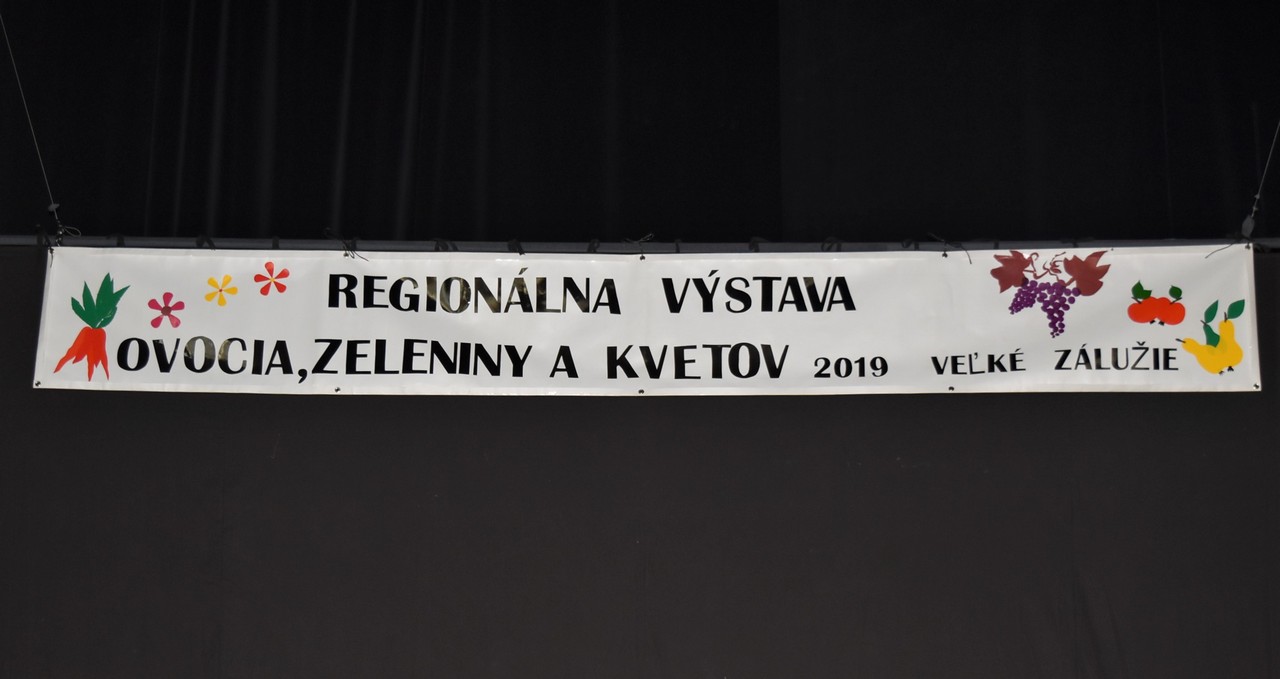 REGIONÁLNA VÝSTAVA
OVOCIA,ZELENINY A KVETOV 2019 VEĽKÉ ZÁLUŽIE